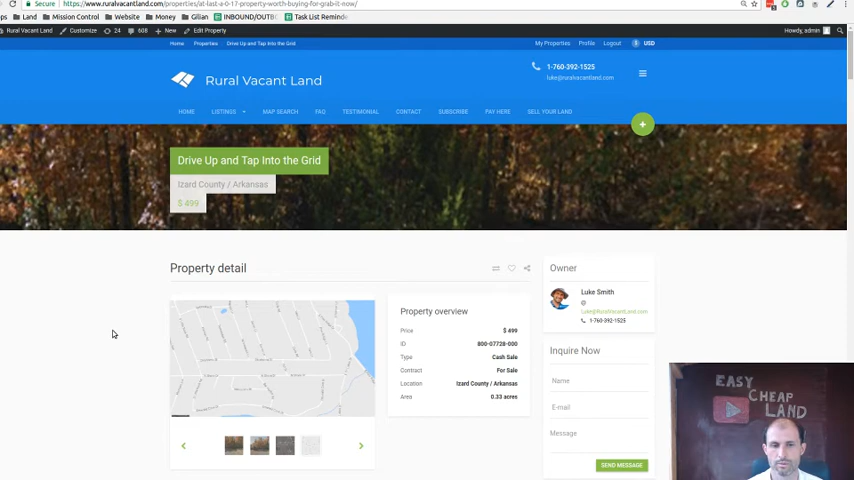 Secure https://www.ruralvacantland.com/properties/at-last-a-0-17-property-worth-buying-for-grab-it-now/
Land Mission Control Website Money Gilian INBOUND/OUTBO Task List Reminde
Rural Vacant Land Customize 24 608 New Edit Property Howdy, admin
Home Properties Drive Up and Tap Into the Grid My Properties Profile Logout $ USD
Rural Vacant Land
1-760-392-1525
luke@ruralvacantland.com
HOME LISTINGS MAP SEARCH FAQ TESTIMONIAL CONTACT SUBSCRIBE PAY HERE SELL YOUR LAND
Drive Up and Tap Into the Grid
Izard County / Arkansas
$ 499
Property detail
Property overview
Price $ 499
ID 800-07728-000
Type Cash Sale
Contract For Sale
Location Izard County / Arkansas
Area 0.33 acres
Owner
Luke Smith
@
Luke@RuralVacantLand.com
1-760-392-1525
Inquire Now
Name
E-mail
Message
SEND MESSAGE
EASY
CHEAP
LAND